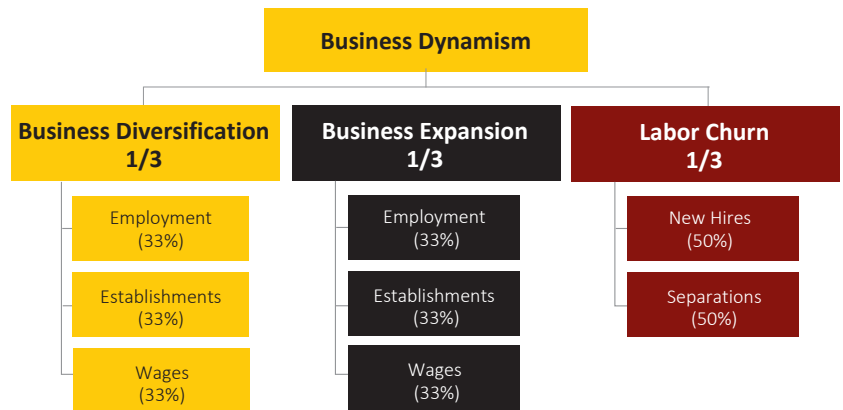 Business Dynamism
Business Diversification
1/3
Business Expansion
1/3
Labor Churn
1/3
Employment
(33%)
Establishments
(33%)
Wages
(33%)
Employment
(33%)
Establishments
(33%)
Wages
(33%)
New Hires
(50%)
Separations
(50%)